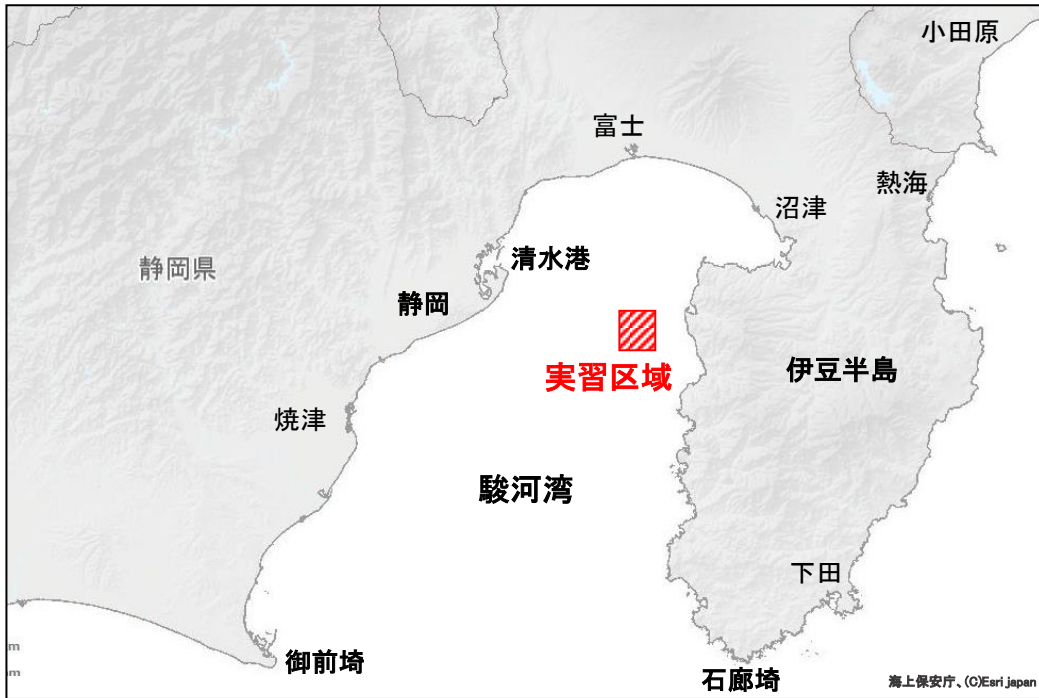 小田原
富士
熱海
沼津
清水港
静岡県
静岡
実習区域
伊豆半島
焼津
駿河湾
下田
m
御前埼
m
石廊埼
海上保安庁、(C)Esri japan